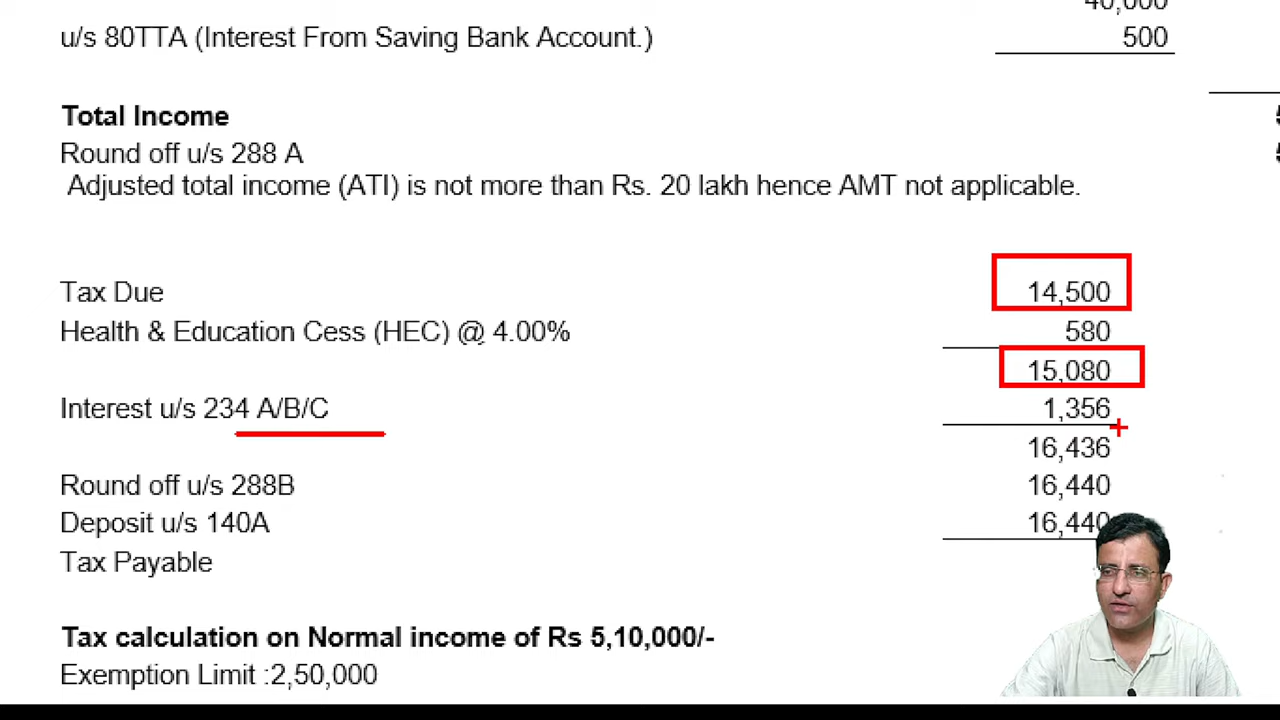 40,000
u/s 80TTA (Interest From Saving Bank Account.) 500
Total Income
Round off u/s 288 A
Adjusted total income (ATI) is not more than Rs. 20 lakh hence AMT not applicable.
Tax Due 14,500
Health & Education Cess (HEC) @ 4.00% 580
15,080
Interest u/s 234 A/B/C 1,356
16,436
Round off u/s 288B 16,440
Deposit u/s 140A 16,440
Tax Payable
Tax calculation on Normal income of Rs 5,10,000/-
Exemption Limit :2,50,000